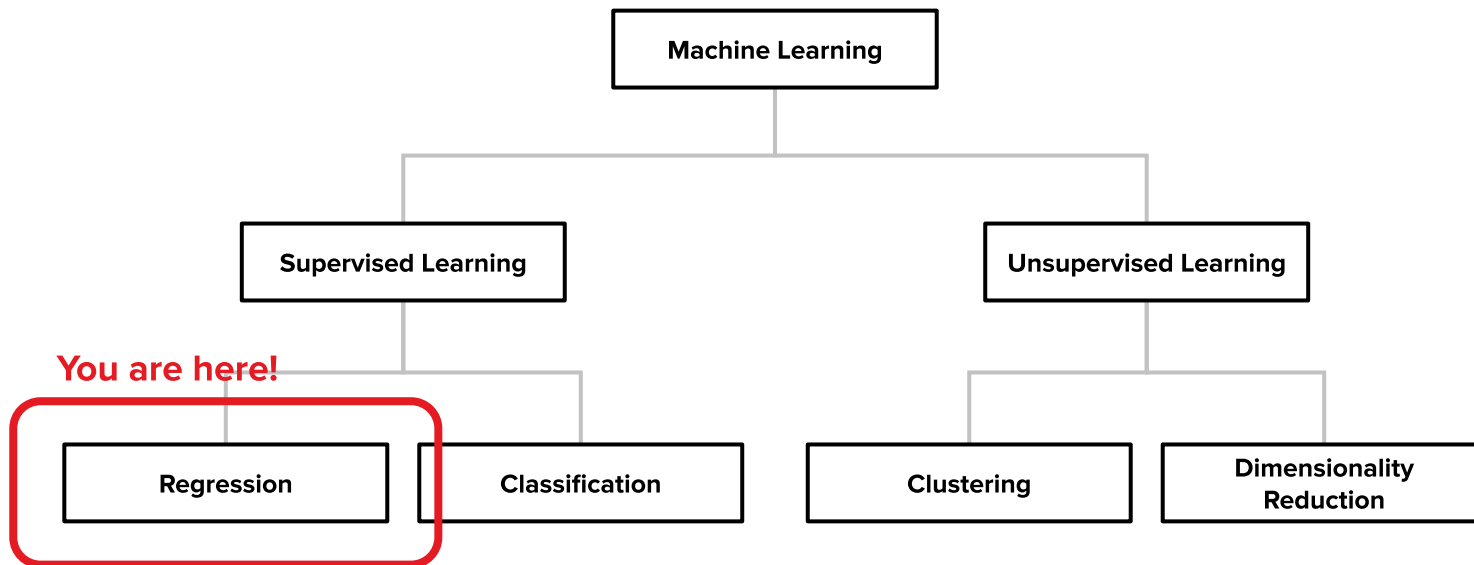 Machine Learning
Supervised Learning
Unsupervised Learning
You are here!
Regression
Classification
Clustering
Dimensionality
Reduction